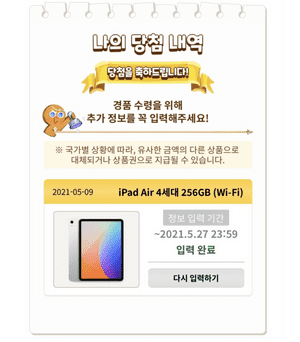 나의 당첨 내역
당첨을 축하드립니다!
경품 수령을 위해
추가 정보를 꼭 입력해주세요!
※ 국가별 상황에 따라, 유사한 금액의 다른 상품으로
대체되거나 상품권으로 지급될 수 있습니다.
2021-05-09 iPad Air 4세대 256GB (Wi-Fi)
정보 입력 기간
~2021.5.27 23:59
입력 완료
다시 입력하기